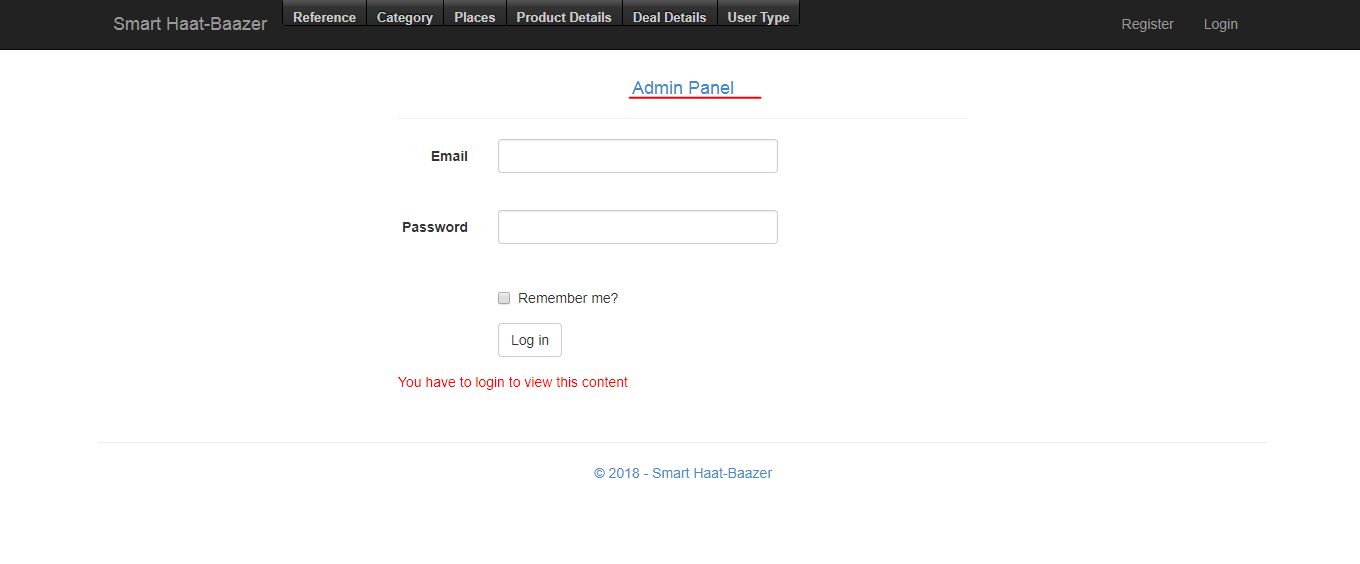 Smart Haat-Baazer Reference Category Places Product Details Deal Details User Type Register Login
Admin Panel
Email
Password
Remember me?
Log in
You have to login to view this content
© 2018 - Smart Haat-Baazer